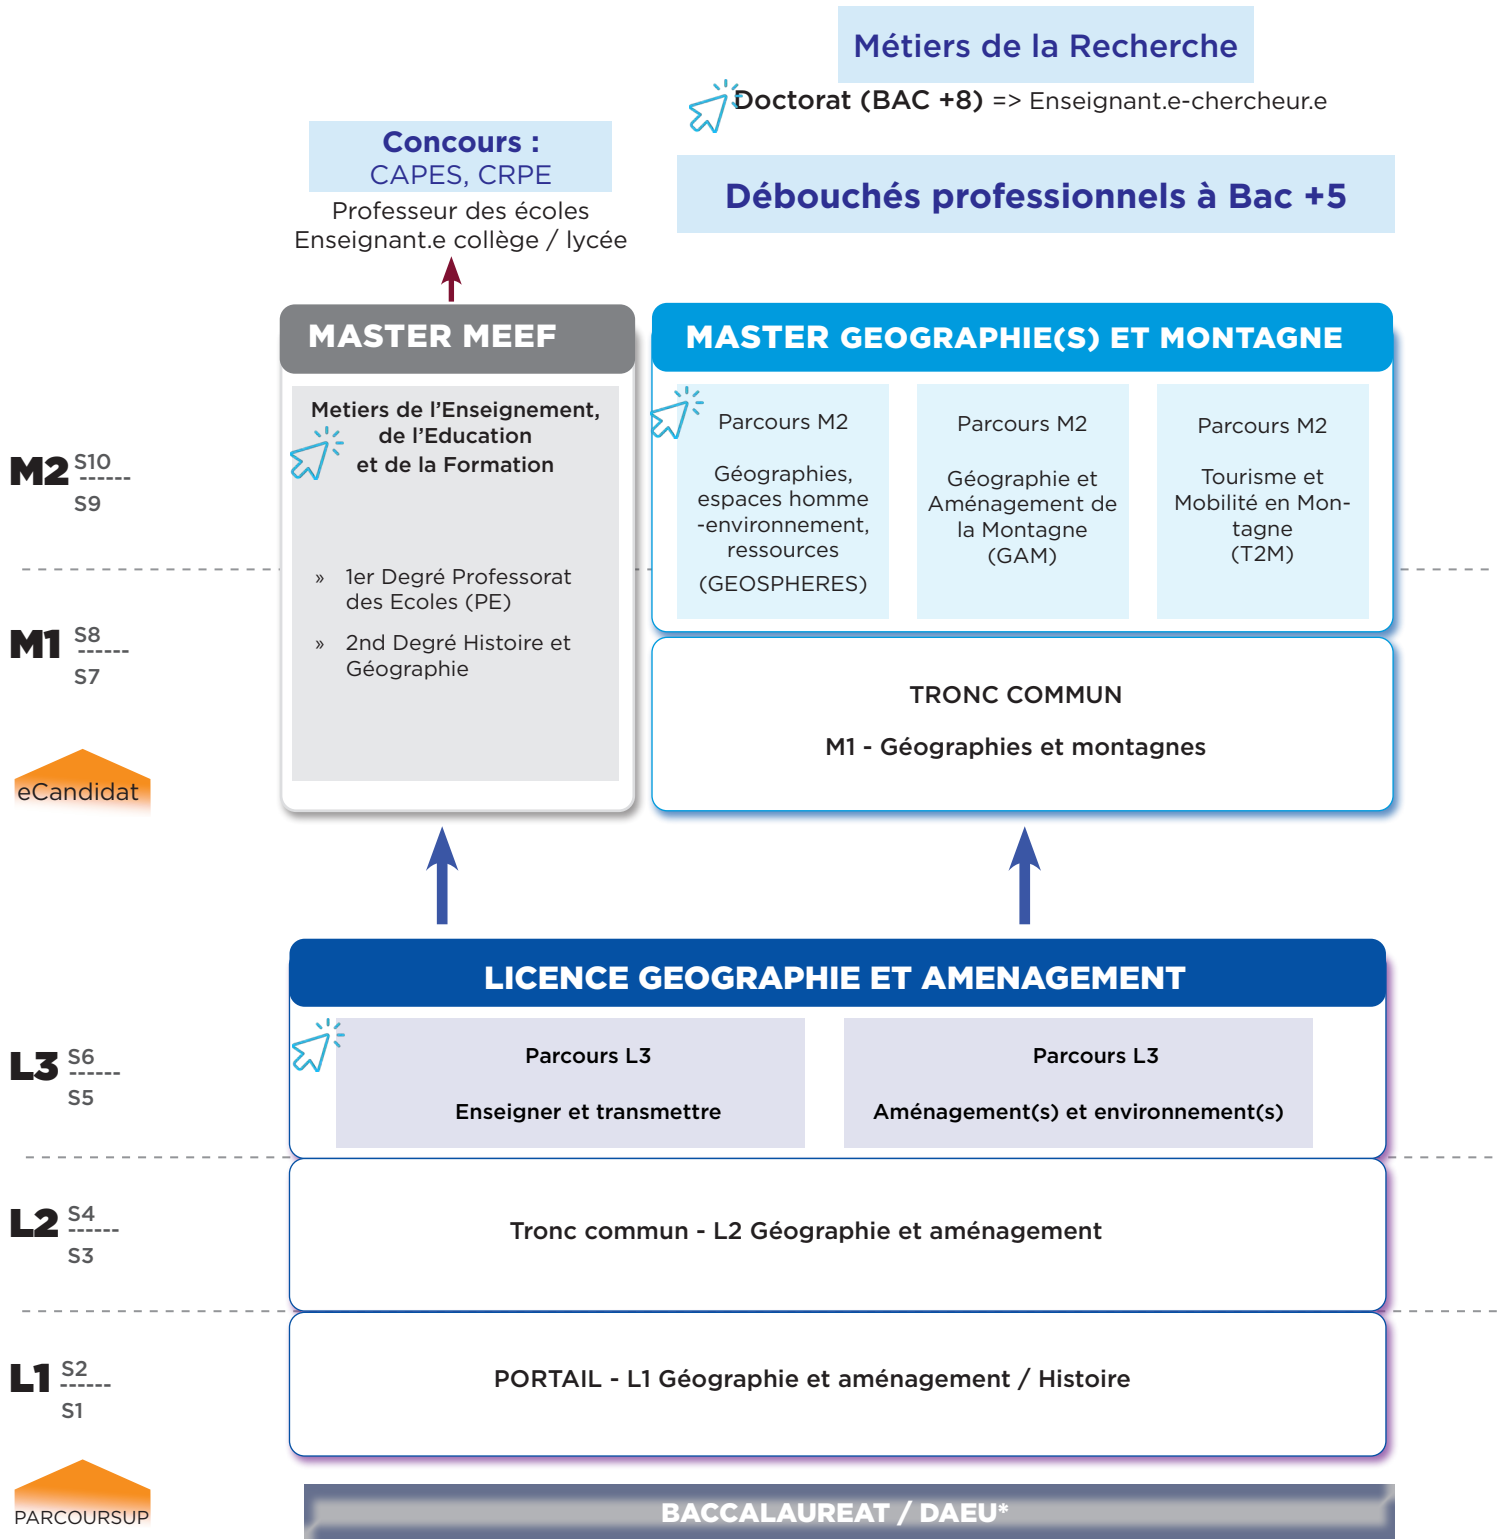 Métiers de la Recherche
Doctorat (BAC +8) => Enseignant.e-chercheur.e
Concours :
CAPES, CRPE
Professeur des écoles
Enseignant.e collège / lycée
Débouchés professionnels à Bac +5
MASTER MEEF
Metiers de l’Enseignement,
de l’Education
et de la Formation
» 1er Degré Professorat
des Ecoles (PE)
» 2nd Degré Histoire et
Géographie
MASTER GEOGRAPHIE(S) ET MONTAGNE
Parcours M2
Géographies,
espaces homme
-environnement,
ressources
(GEOSPHERES)
Parcours M2
Géographie et
Aménagement de
la Montagne
(GAM)
Parcours M2
Tourisme et
Mobilité en Mon-
tagne
(T2M)
M2 S10
------
S9
M1 S8
------
S7
TRONC COMMUN
M1 - Géographies et montagnes
eCandidat
LICENCE GEOGRAPHIE ET AMENAGEMENT
L3 S6
------
S5
Parcours L3
Enseigner et transmettre
Parcours L3
Aménagement(s) et environnement(s)
L2 S4
------
S3
Tronc commun - L2 Géographie et aménagement
L1 S2
------
S1
PORTAIL - L1 Géographie et aménagement / Histoire
PARCOURSUP
BACCALAUREAT / DAEU*